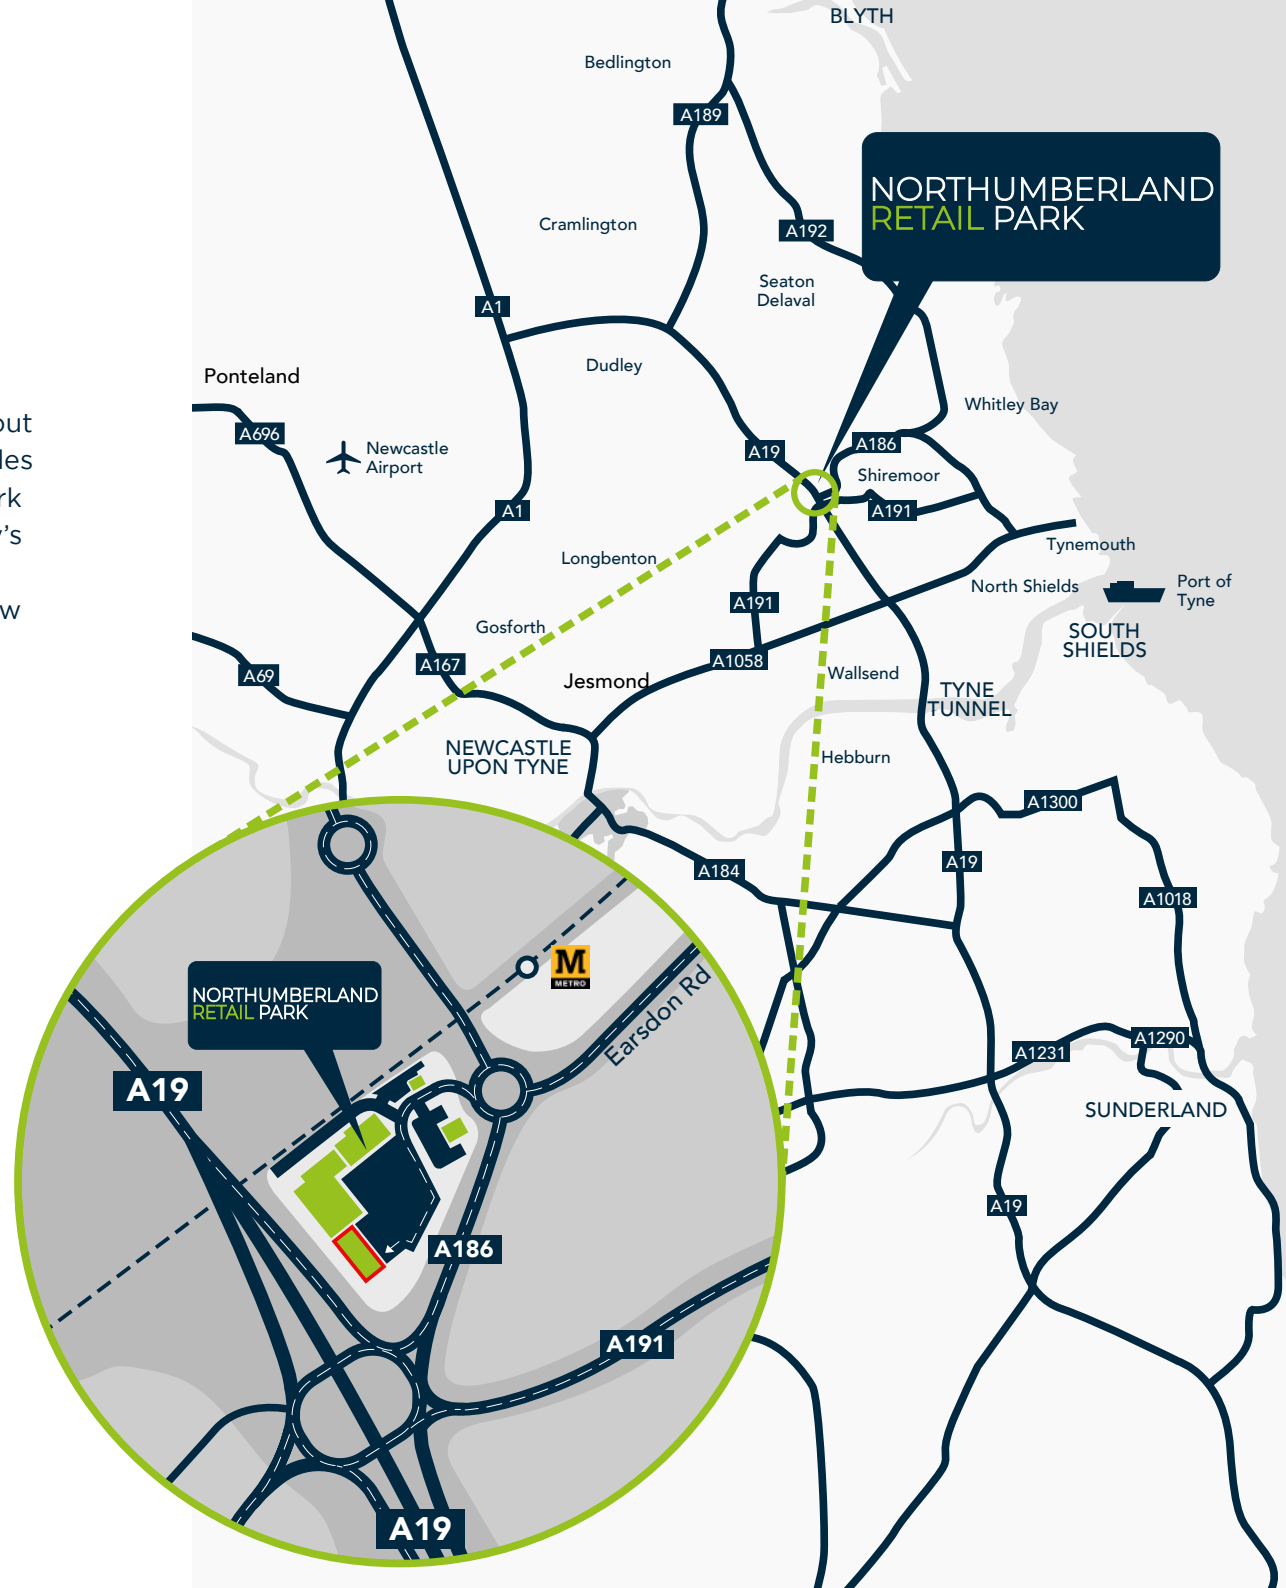 BLYTH
Bedlington
A189
NORTHUMBERLAND
RETAIL PARK
Cramlington
A192
Seaton
Delaval
A1
Dudley
Ponteland
Whitley Bay
A696
Newcastle
Airport
A19
A186
Shiremoor
A1
A191
Tynemouth
Longbenton
North Shields
Port of
Tyne
A191
Gosforth
SOUTH
SHIELDS
A1058
A167
A69
Jesmond
Wallsend
TYNE
TUNNEL
NEWCASTLE
UPON TYNE
Hebburn
A1300
A19
A184
A1018
M
METRO
Earsdon Rd
NORTHUMBERLAND
RETAIL PARK
A19
A1231
A1290
SUNDERLAND
A19
A186
A191
A19